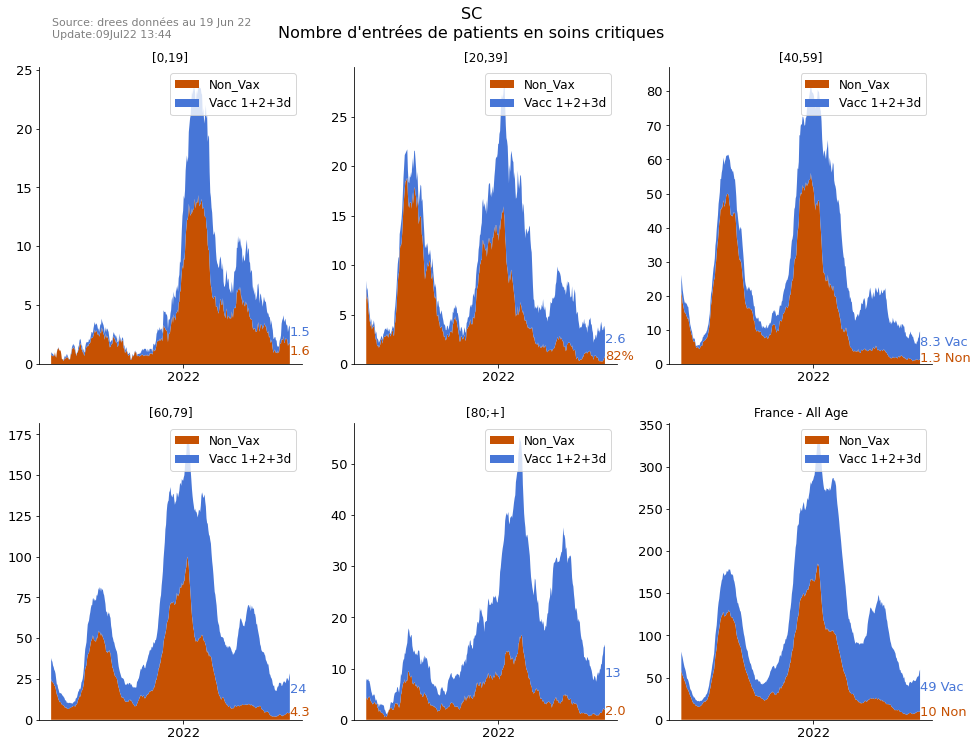 SC
Source: drees données au 19 Jun 22
Update:09Jul22 13:44
Nombre d'entrées de patients en soins critiques
[0,19]
Non_Vax
Vacc 1+2+3d
25
20
15
10
5
0
1.5
1.6
2022
[20,39]
Non_Vax
Vacc 1+2+3d
25
20
15
10
5
0
2.6
82%
2022
[40,59]
Non_Vax
Vacc 1+2+3d
80
70
60
50
40
30
20
10
0
8.3 Vac
1.3 Non
2022
[60,79]
Non_Vax
Vacc 1+2+3d
175
150
125
100
75
50
25
0
24
4.3
2022
[80;+]
Non_Vax
Vacc 1+2+3d
50
40
30
20
10
0
13
2.0
2022
France - All Age
Non_Vax
Vacc 1+2+3d
350
300
250
200
150
100
50
0
49 Vac
10 Non
2022